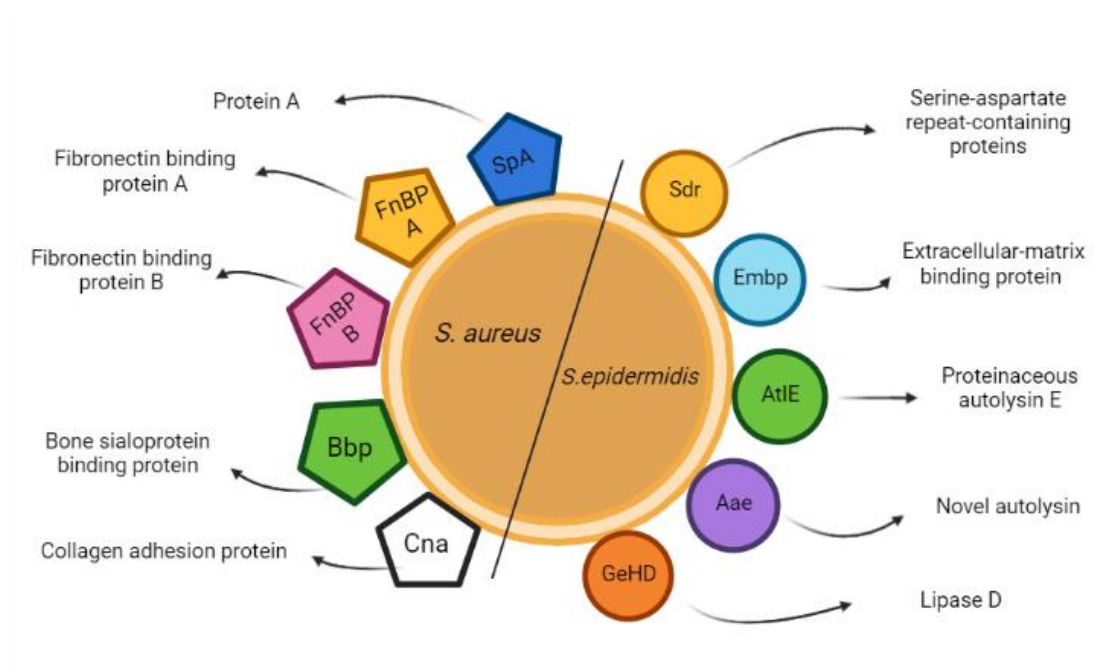 Protein A
SpA
Fibronectin binding
protein A
FnBP
A
Fibronectin binding
protein B
FnBP
B
Bone sialoprotein
binding protein
Bbp
Collagen adhesion protein
Cna
S. aureus
S.epidermidis
Sdr
Serine-aspartate
repeat-containing
proteins
Embp
Extracellular-matrix
binding protein
AtlE
Proteinaceous
autolysin E
Aae
Novel autolysin
GeHD
Lipase D